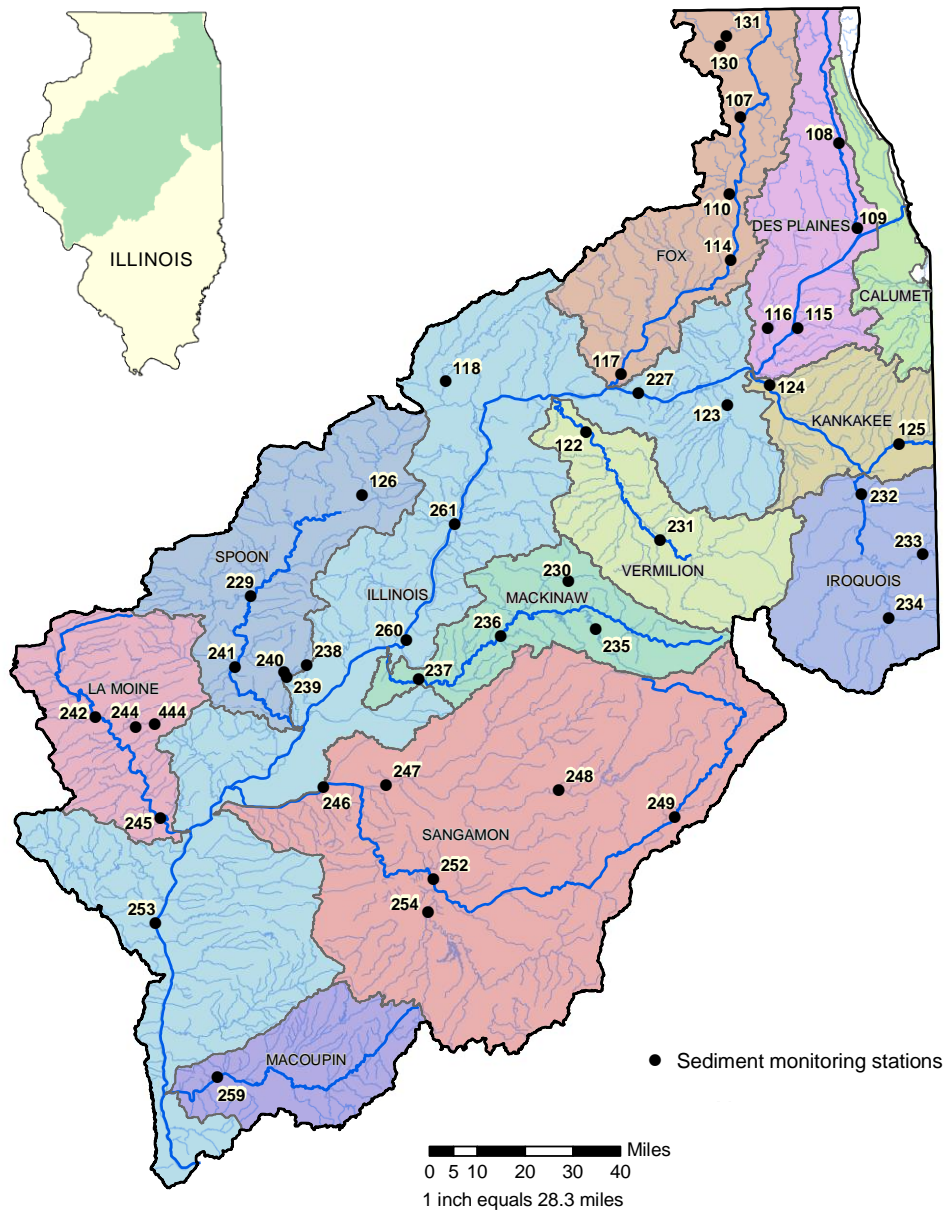 131
130
107
108
110
109
DES PLAINES
114
FOX
ILLINOIS
CALUMET
116
115
117
118
227
124
123
KANKAKEE
125
122
126
232
261
231
233
SPOON
230
VERMILION
229
ILLINOIS
MACKINAW
IROQUOIS
234
260
236
235
241
240
238
239
237
LA MOINE
242
244
444
247
248
246
249
245
SANGAMON
252
254
253
MACOUPIN
Sediment monitoring stations
259
Miles
0 5 10 20 30 40
1 inch equals 28.3 miles